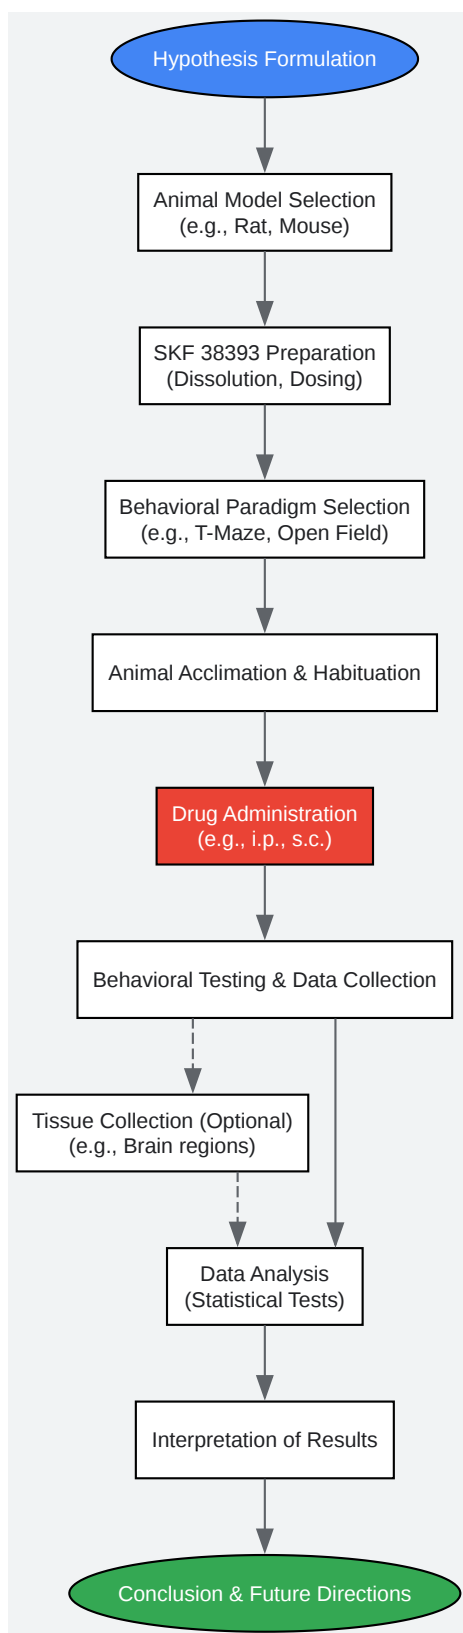 Hypothesis Formulation
Animal Model Selection
(e.g., Rat, Mouse)
SKF 38393 Preparation
(Dissolution, Dosing)
Behavioral Paradigm Selection
(e.g., T-Maze, Open Field)
Animal Acclimation & Habituation
Drug Administration
(e.g., i.p., s.c.)
Behavioral Testing & Data Collection
Tissue Collection (Optional)
(e.g., Brain regions)
Data Analysis
(Statistical Tests)
Interpretation of Results
Conclusion & Future Directions